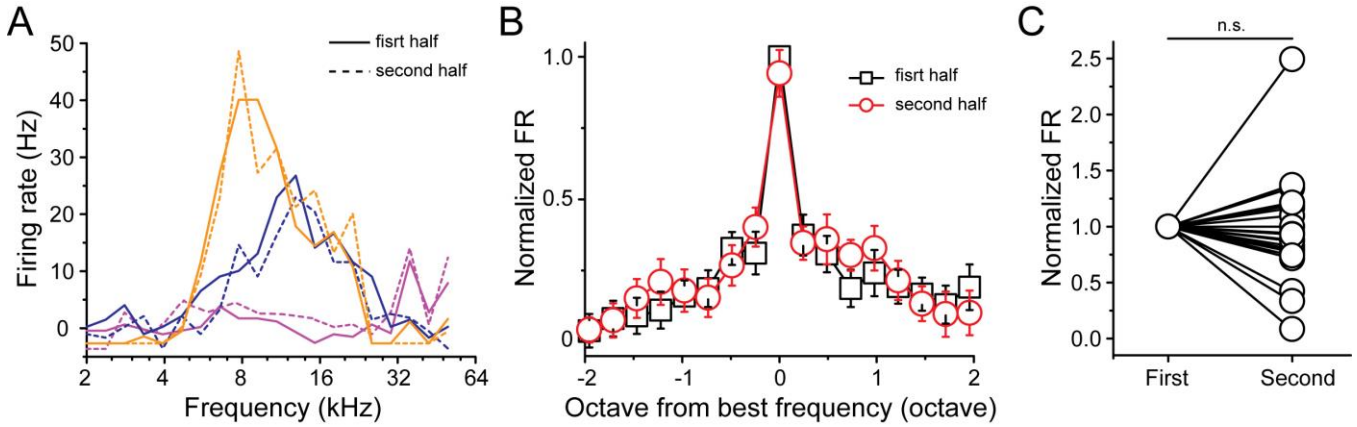 A
Firing rate (Hz)
50
40
30
20
10
0
fisrt half
second half
2
4
8
16
32
64
Frequency (kHz)
B
Normalized FR
1.0
0.5
0
fisrt half
second half
-2
-1
0
1
2
Octave from best frequency (octave)
C
n.s.
Normalized FR
2.5
2.0
1.5
1.0
0.5
0.0
First
Second